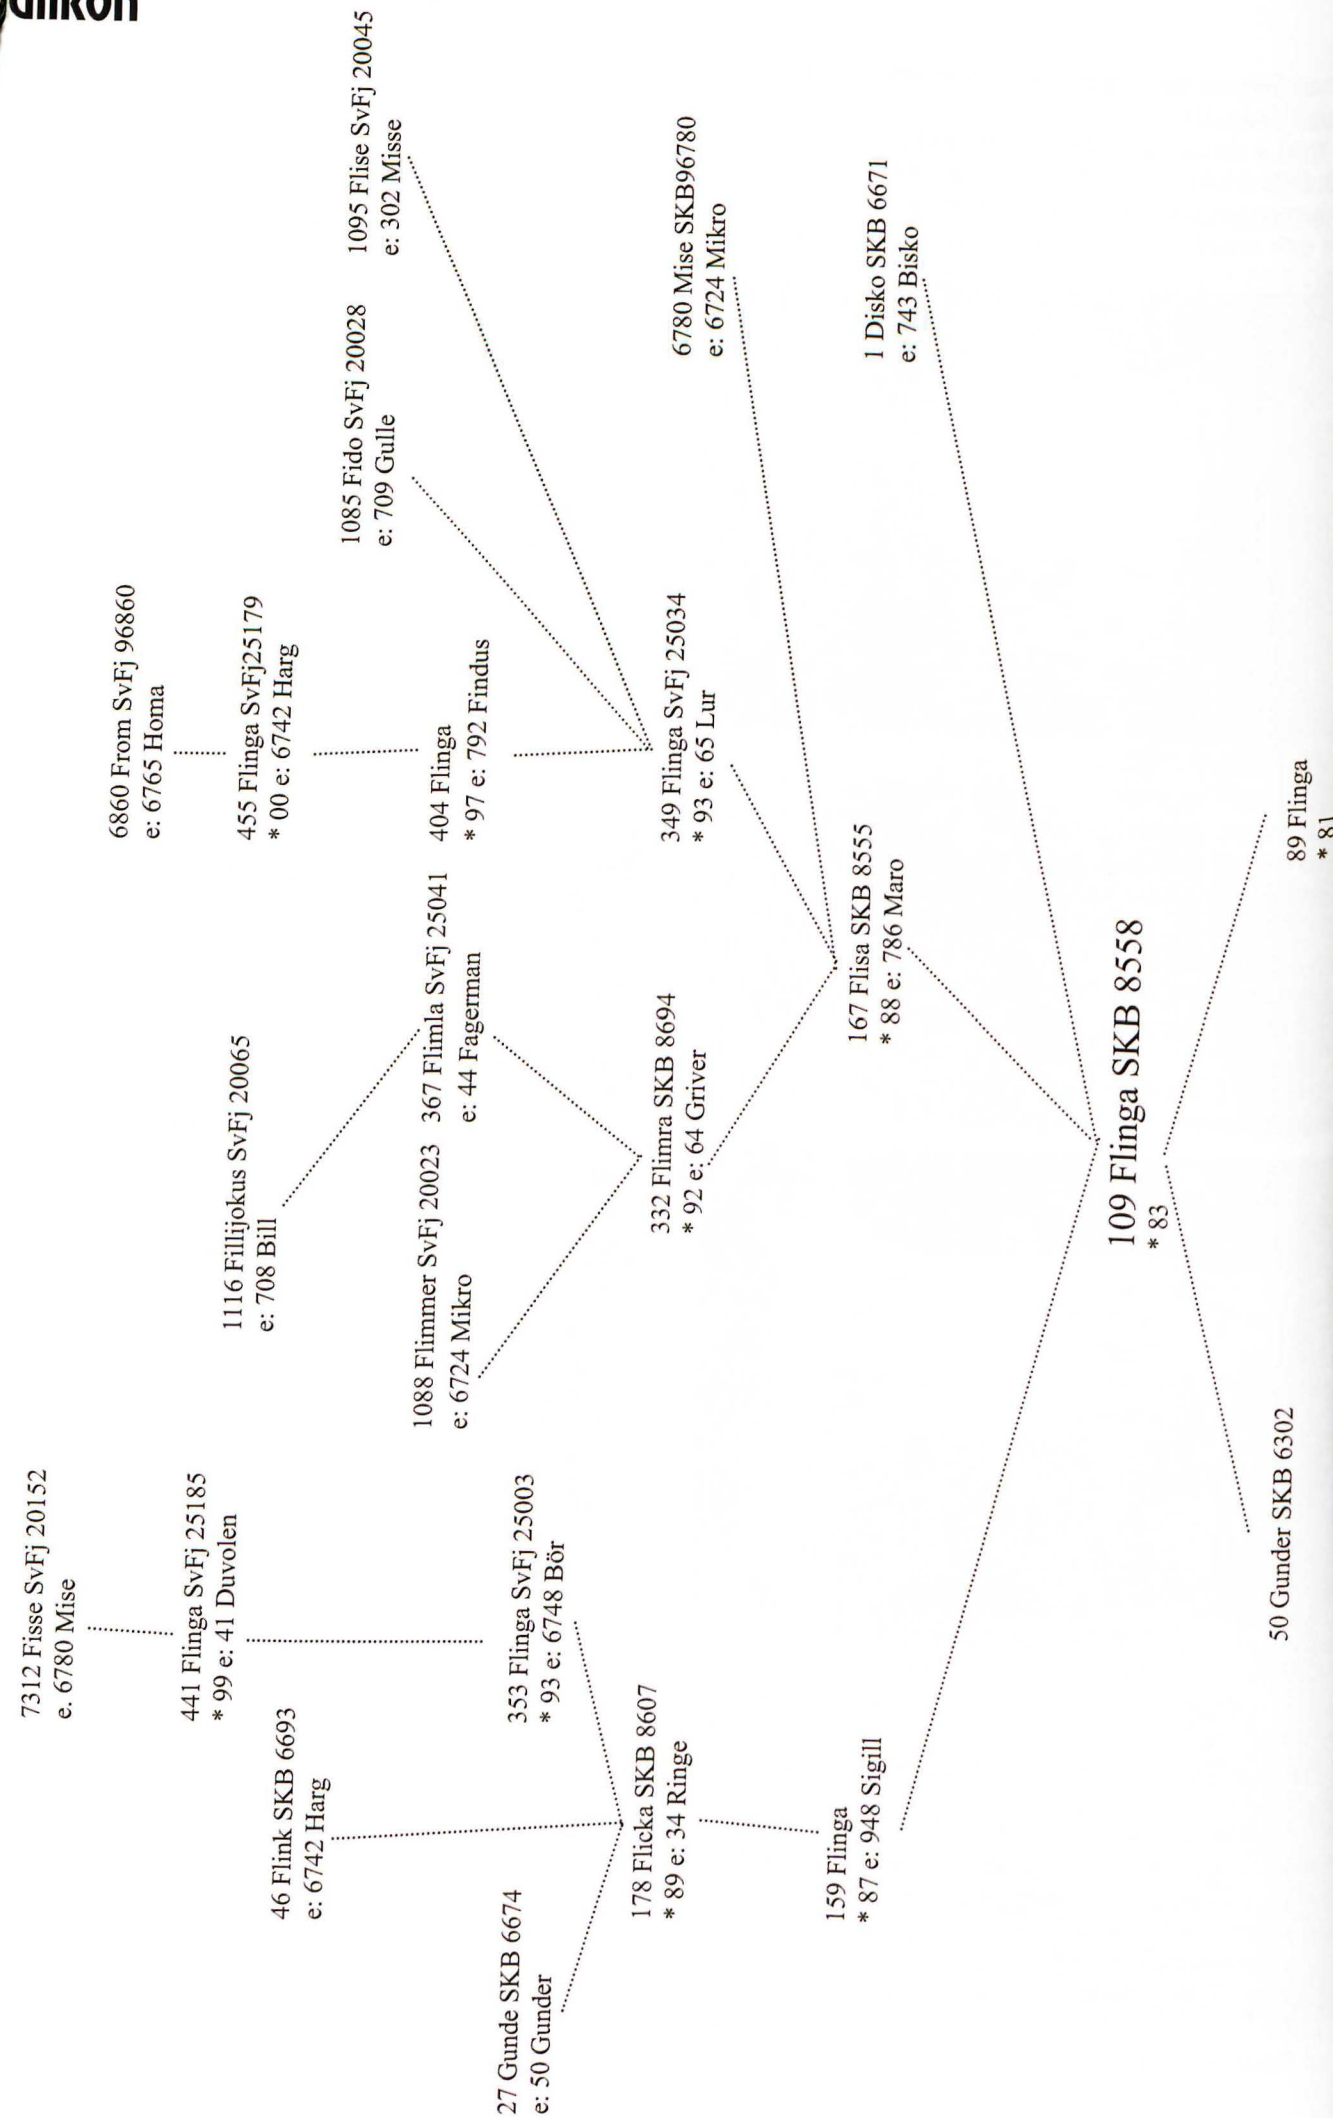 7312 Fisse SvFj 20152
e. 6780 Mise
6860 From SvFj 96860
e: 6765 Homa
441 Flinga SvFj 25185
* 99 e: 41 Duvolen
1116 Fillijokus SvFj 20065
e: 708 Bill
455 Flinga SvFj25179
* 00 e: 6742 Harg
46 Flink SKB 6693
e: 6742 Harg
1085 Fido SvFj 20028
e: 709 Gulle
1095 Flise SvFj 20045
e: 302 Misse
1088 Flimmer SvFj 20023
e: 6724 Mikro
367 Flimla SvFj 25041
e: 44 Fagerman
404 Flinga
* 97 e: 792 Findus
27 Gunde SKB 6674
e: 50 Gunder
353 Flinga SvFj 25003
* 93 e: 6748 Bör
178 Flicka SKB 8607
* 89 e: 34 Ringe
332 Flimra SKB 8694
* 92 e: 64 Griver
349 Flinga SvFj 25034
* 93 e: 65 Lur
6780 Mise SKB96780
e: 6724 Mikro
159 Flinga
* 87 e: 948 Sigill
167 Flisa SKB 8555
* 88 e: 786 Maro
1 Disko SKB 6671
e: 743 Bisko
109 Flinga SKB 8558
* 83
50 Gunder SKB 6302
89 Flinga
* 81